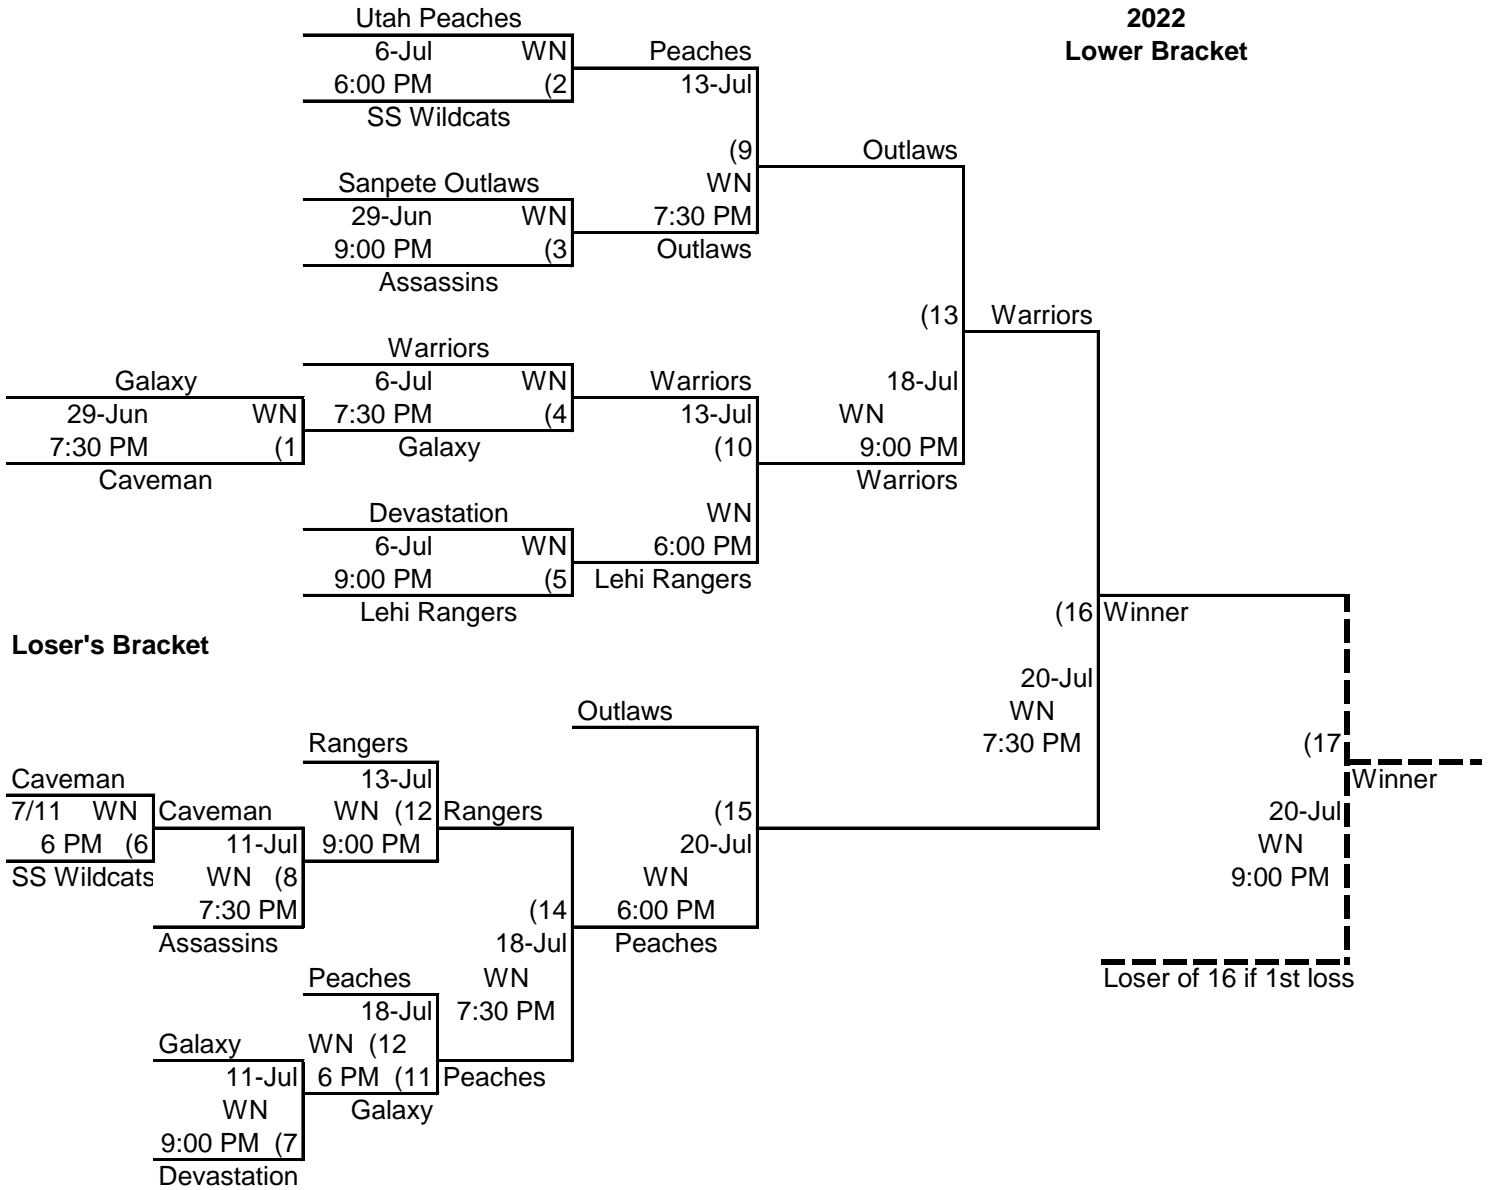 Utah Peaches
2022
6-Jul WN Peaches Lower Bracket
6:00 PM (2 13-Jul
SS Wildcats
(9 Outlaws
Sanpete Outlaws WN
29-Jun WN 7:30 PM
9:00 PM (3 Outlaws
Assassins
(13 Warriors
Warriors
Galaxy 6-Jul WN Warriors 18-Jul
29-Jun WN 7:30 PM (4 13-Jul WN
7:30 PM (1 Galaxy (10 9:00 PM
Caveman Warriors
Devastation WN
6-Jul WN 6:00 PM
9:00 PM (5 Lehi Rangers
Lehi Rangers (16 Winner
Loser's Bracket
20-Jul
Outlaws WN
Rangers 7:30 PM (17
Caveman 13-Jul Winner
7/11 WN Caveman WN (12 Rangers (15 20-Jul
6 PM (6 11-Jul 9:00 PM 20-Jul WN
SS Wildcats WN (8 WN 9:00 PM
7:30 PM (14 6:00 PM
Assassins 18-Jul Peaches
Peaches WN Loser of 16 if 1st loss
18-Jul 7:30 PM
Galaxy WN (12
11-Jul 6 PM (11 Peaches
WN Galaxy
9:00 PM (7
Devastation